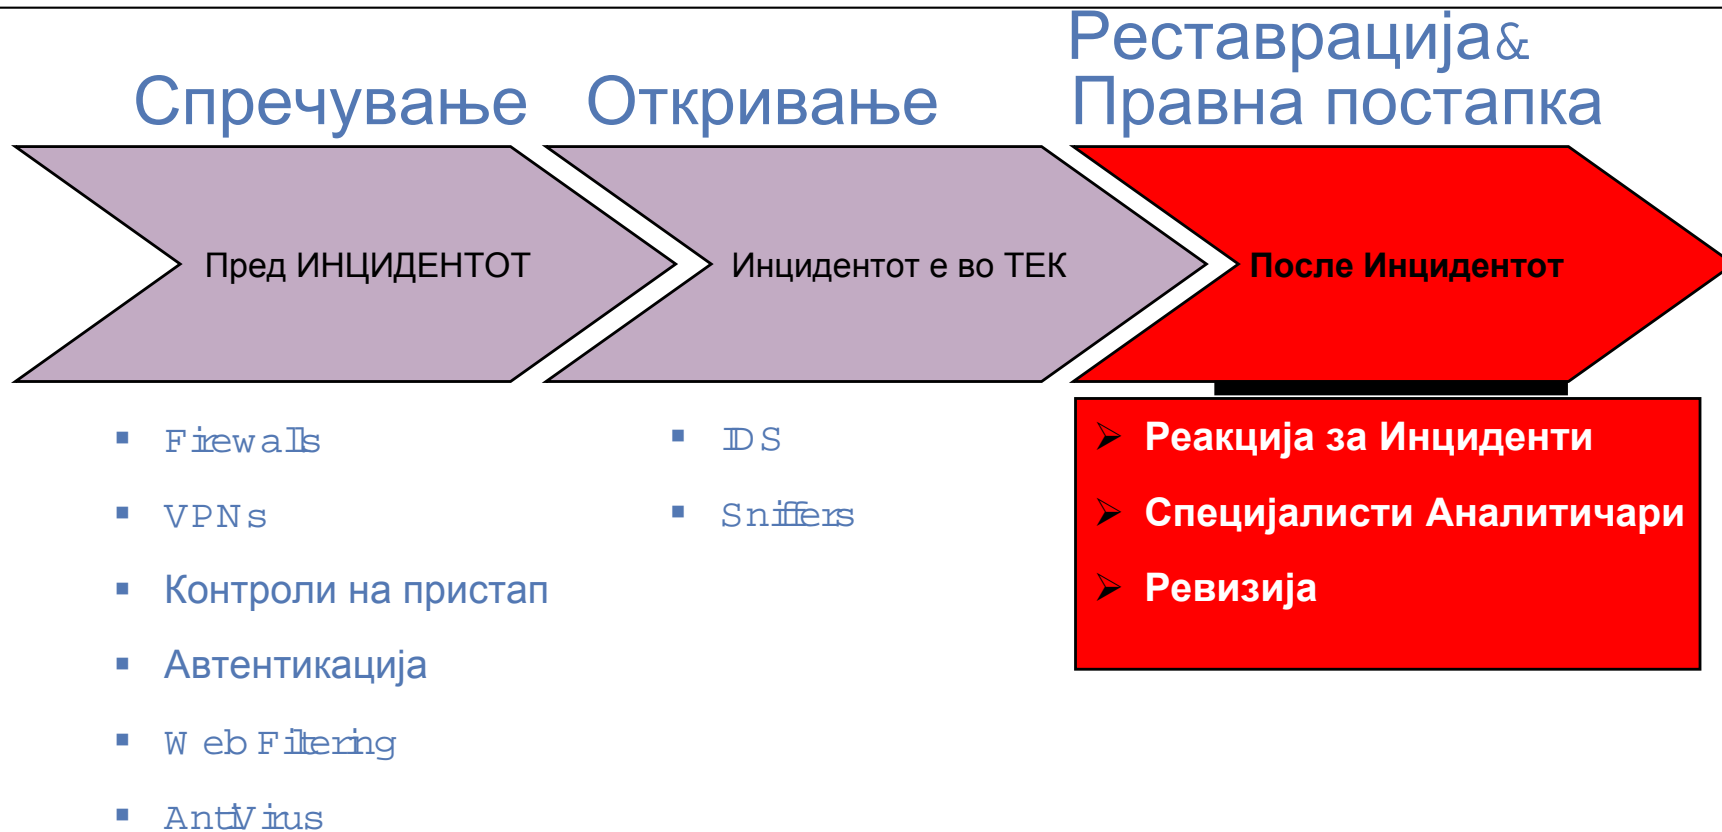 Спречување
Откривање
Реставрација&
Правна постапка
Пред ИНЦИДЕНТОТ
Инцидентот е во ТЕК
После Инцидентот
Firewalls
VPNs
Контроли на пристап
Автентикација
Web Filtering
AntiVirus
IDS
Sniffers
Реакција за Инциденти
Специјалисти Аналитичари
Ревизија